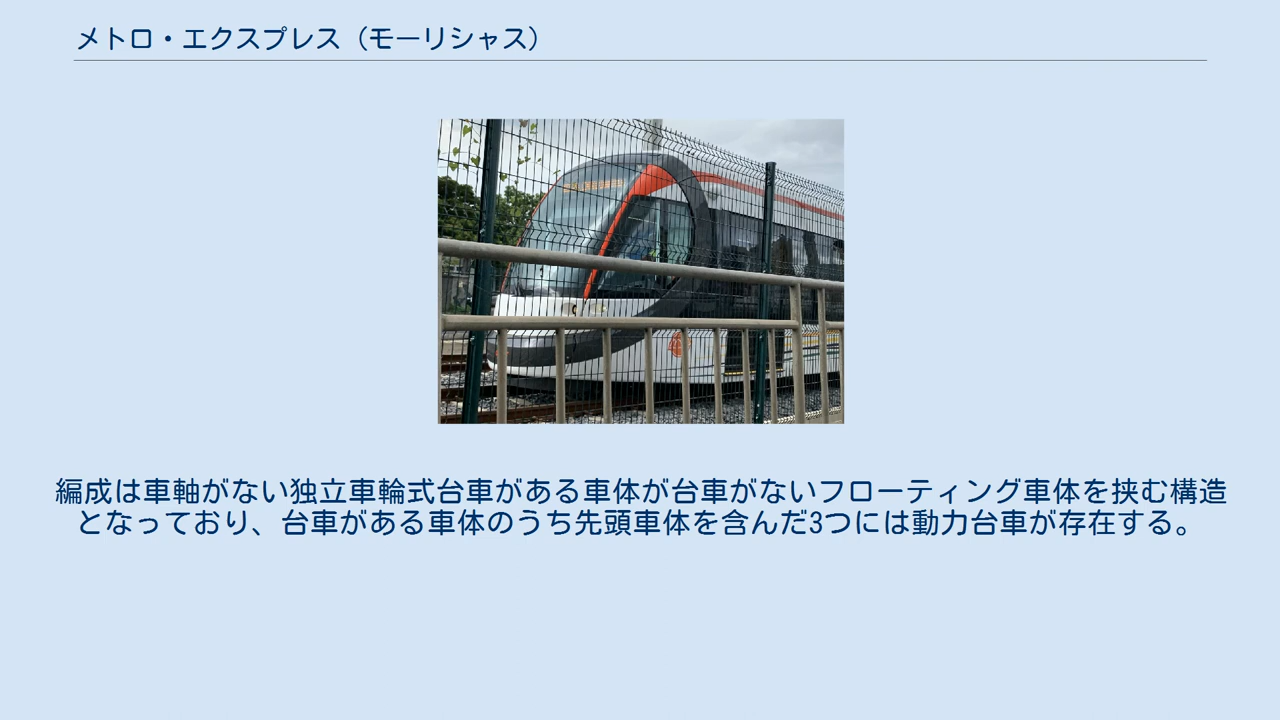 メトロ・エクスプレス（モーリシャス）
編成は車軸がない独立車輪式台車がある車体が台車がないフローティング車体を挟む構造
となっており、台車がある車体のうち先頭車体を含んだ3つには動力台車が存在する。